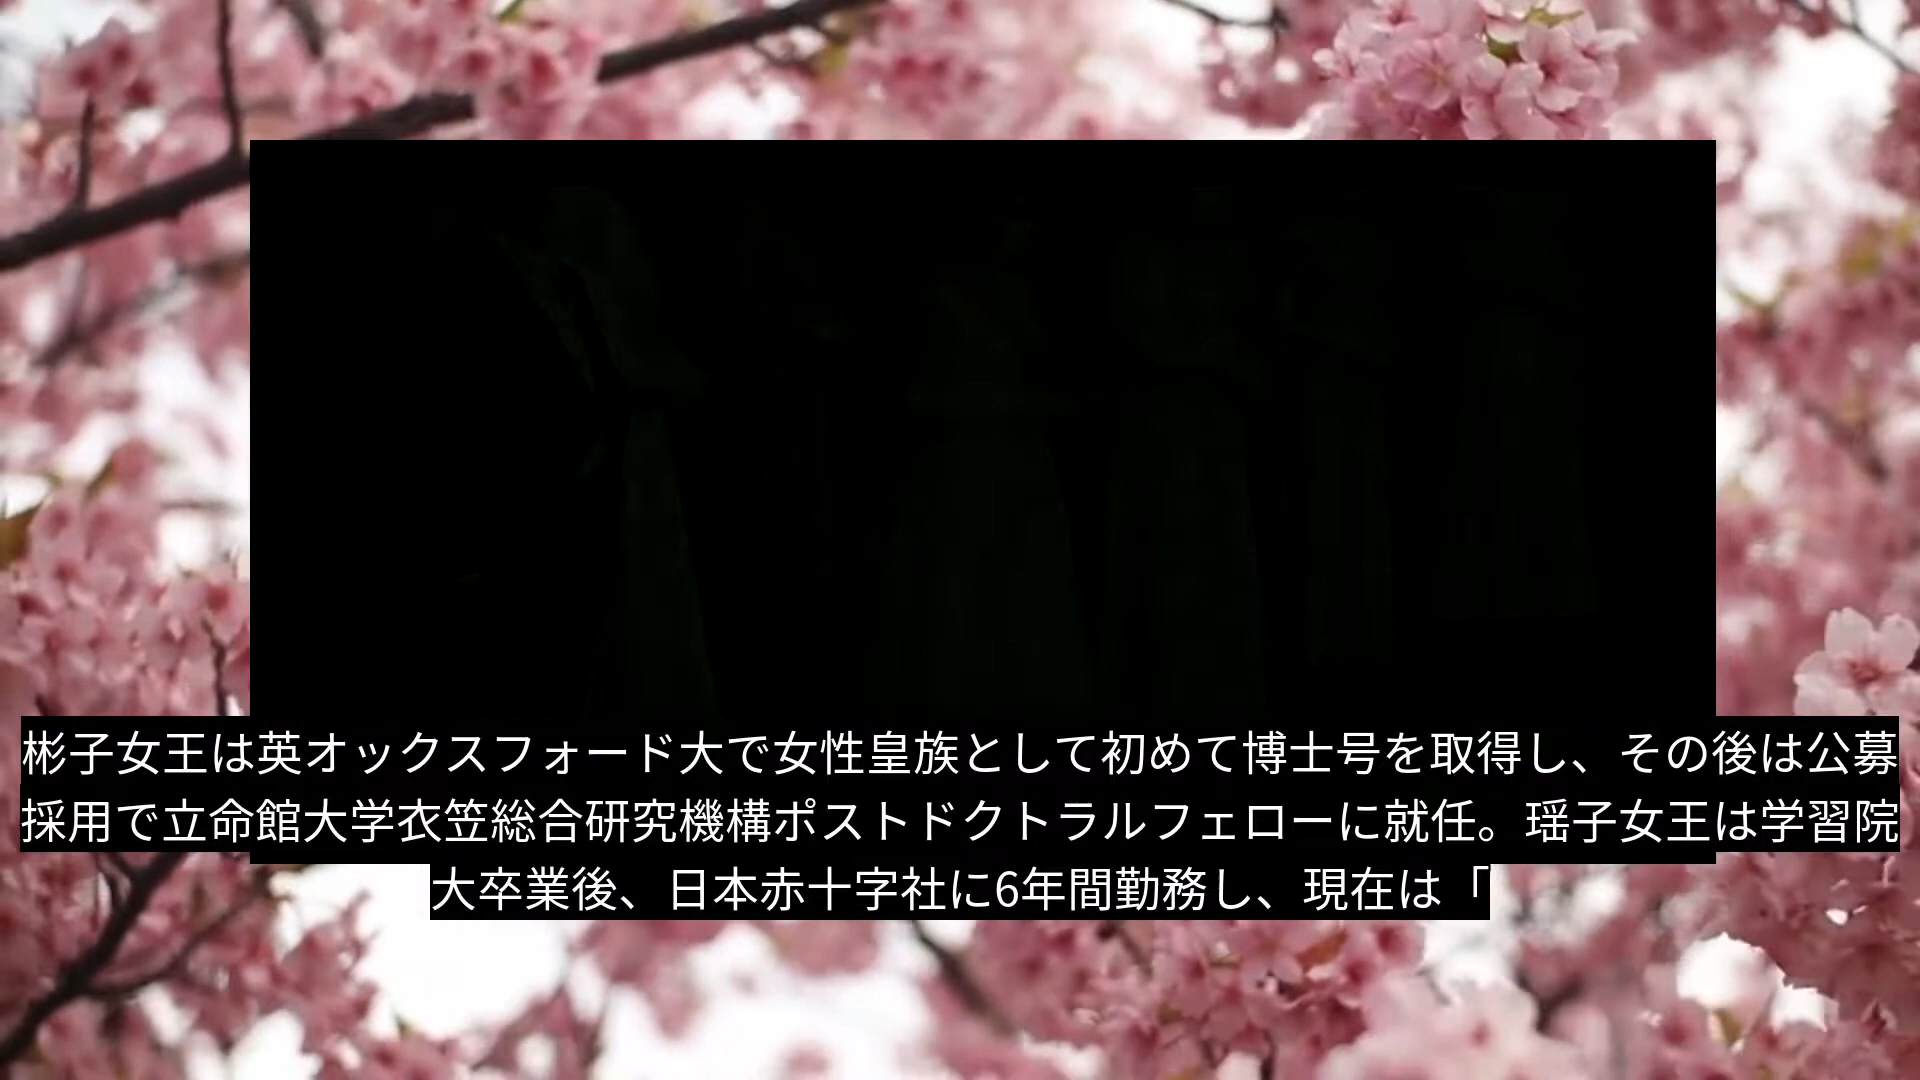 彬子女王は英オックスフォード大で女性皇族として初めて博士号を取得し、その後は公募
採用で立命館大学衣笠総合研究機構ポストドクトラルフェローに就任。瑶子女王は学習院
大卒業後、日本赤十字社に6年間勤務し、現在は「